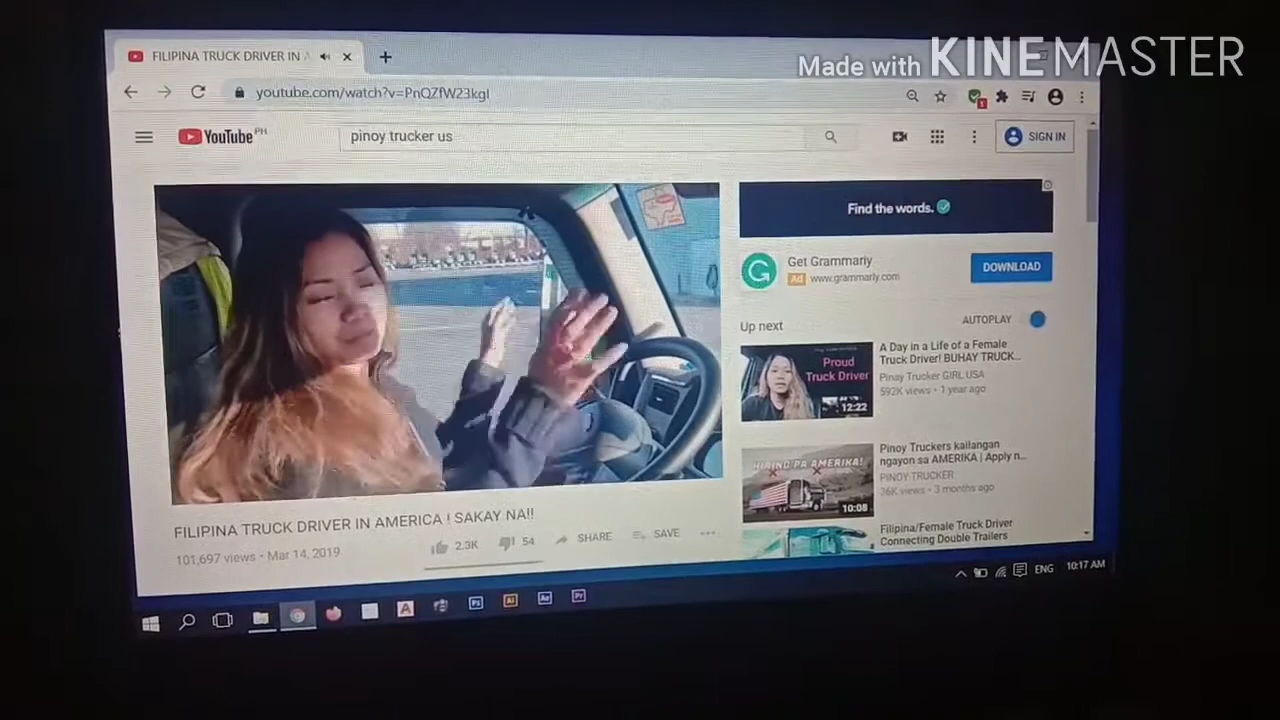 FILIPINA TRUCK DRIVER IN A
Made with KINEMASTER
youtube.com/watch?v=PnQZfW23kgI
YouTube PH
pinoy trucker us
SIGN IN
Find the words.
Get Grammarly
Ad www.grammarly.com
DOWNLOAD
Up next
AUTOPLAY
Proud
Truck Driver
12:22
A Day in a Life of a Female
Truck Driver! BUHAY TRUCK...
Pinoy Trucker GIRL USA
592K views • 1 year ago
HIRING PA AMERIKA!
10:08
Pinoy Truckers kailangan
ngayon sa AMERIKA | Apply n...
PINOY TRUCKER
36K views • 3 months ago
Filipina/Female Truck Driver
Connecting Double Trailers
FILIPINA TRUCK DRIVER IN AMERICA ! SAKAY NA!!
101,697 views • Mar 14, 2019
2.3K
54
SHARE
SAVE
ENG
10:17 AM
A
Ps
Ai
Ae
Pr